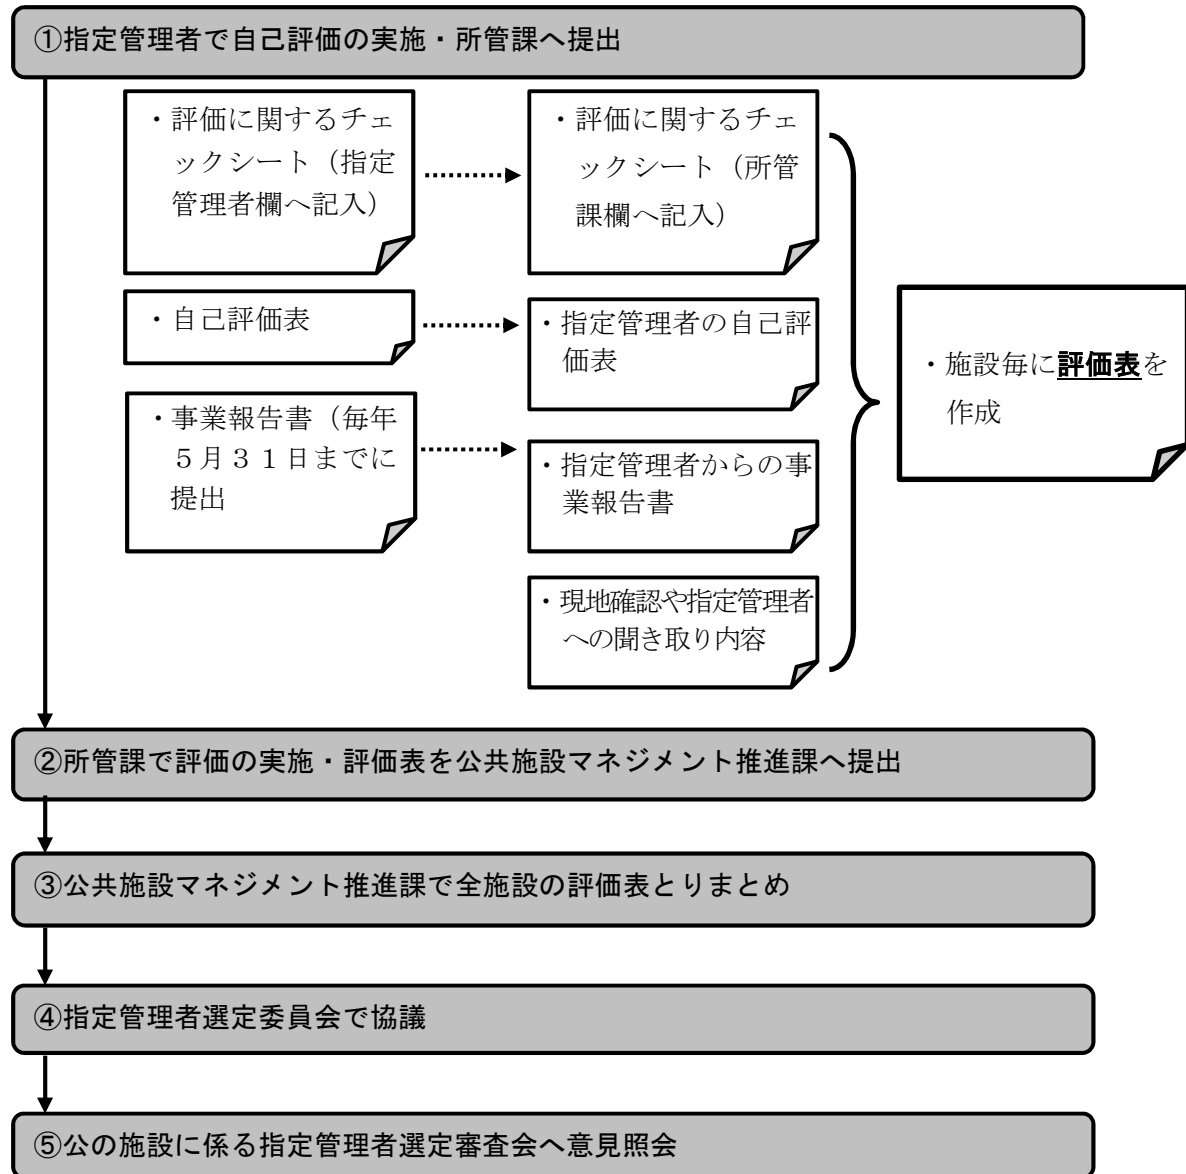 ①指定管理者で自己評価の実施・所管課へ提出
・評価に関するチェ
ックシート（指定
管理者欄へ記入）
・評価に関するチェ
ックシート（所管
課欄へ記入）
・自己評価表
・指定管理者の自己評
価表
・事業報告書（毎年
５月３１日までに
提出
・指定管理者からの事
業報告書
・現地確認や指定管理者
への聞き取り内容
・施設毎に評価表を
作成
②所管課で評価の実施・評価表を公共施設マネジメント推進課へ提出
③公共施設マネジメント推進課で全施設の評価表とりまとめ
④指定管理者選定委員会で協議
⑤公の施設に係る指定管理者選定審査会へ意見照会